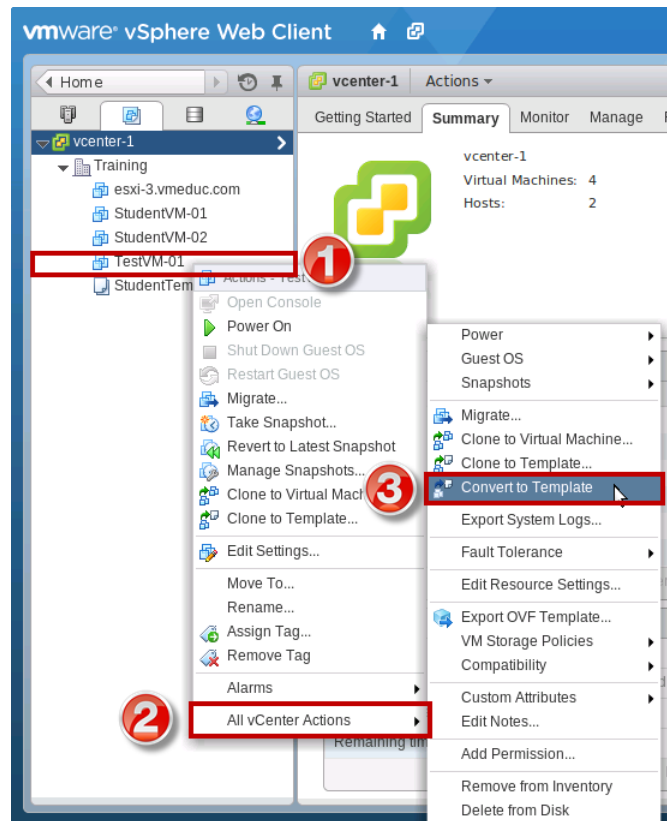 vmware® vSphere Web Client
Home
vcenter-1
Training
esxi-3.vmeduc.com
StudentVM-01
StudentVM-02
TestVM-01
StudentTem
vcenter-1 Actions
Getting Started Summary Monitor Manage
vcenter-1
Virtual Machines: 4
Hosts: 2
1
Actions - Tes
Open Console
Power On
Shut Down Guest OS
Restart Guest OS
Migrate...
Take Snapshot...
Revert to Latest Snapshot
Manage Snapshots...
Clone to Virtual Mach
Clone to Template...
Edit Settings...
Move To...
Rename...
Assign Tag...
Remove Tag
Alarms
2
All vCenter Actions
Remaining tim
Power
Guest OS
Snapshots
Migrate...
Clone to Virtual Machine...
Clone to Template...
3
Convert to Template
Export System Logs...
Fault Tolerance
Edit Resource Settings...
Export OVF Template...
VM Storage Policies
Compatibility
Custom Attributes
Edit Notes...
Add Permission...
Remove from Inventory
Delete from Disk